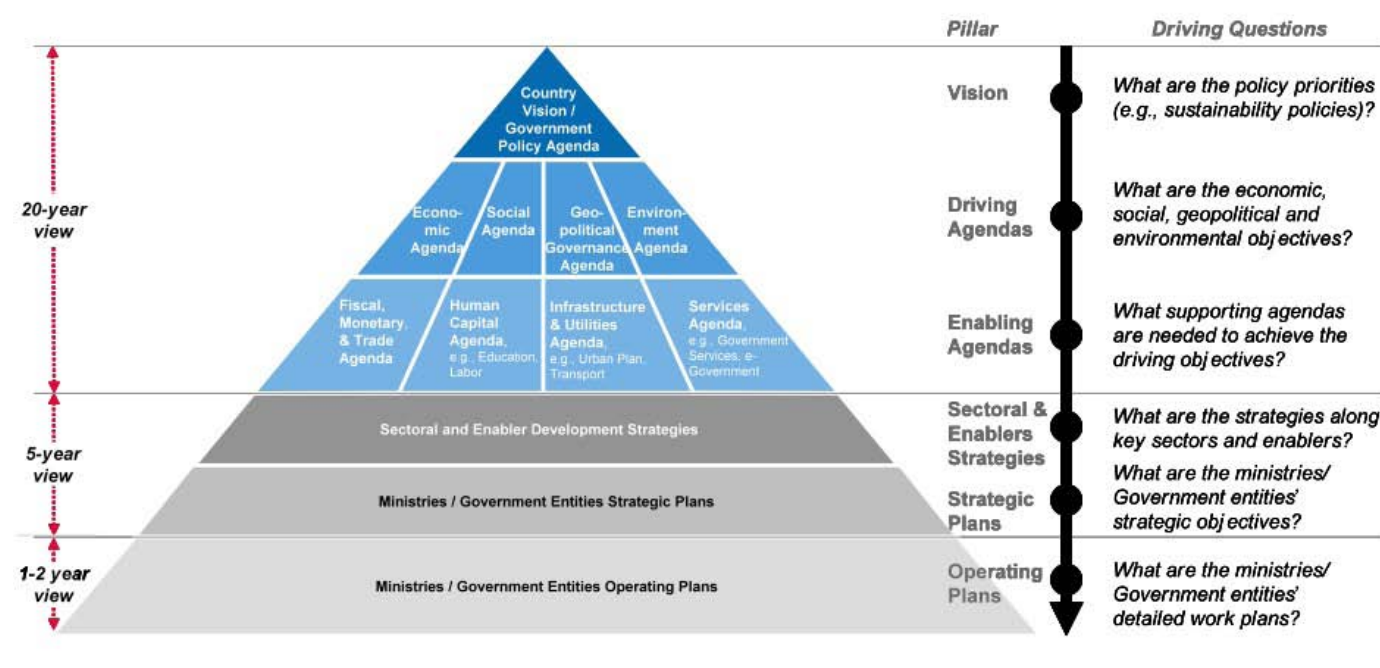 Pillar
Driving Questions
20-year
view
5-year
view
1-2 year
view
Country
Vision /
Government
Policy Agenda
Econo-
mic
Agenda
Social
Agenda
Geo-
political
Governance
Agenda
Environ-
ment
Agenda
Fiscal,
Monetary,
& Trade
Agenda
Human
Capital
Agenda,
e.g., Education,
Labor
Infrastructure
& Utilities
Agenda,
e.g., Urban Plan,
Transport
Services
Agenda,
e.g., Government
Services, e-
Government
Sectoral and Enabler Development Strategies
Ministries / Government Entities Strategic Plans
Ministries / Government Entities Operating Plans
Vision
What are the policy priorities
(e.g., sustainability policies)?
Driving
Agendas
What are the economic,
social, geopolitical and
environmental objectives?
Enabling
Agendas
What supporting agendas
are needed to achieve the
driving objectives?
Sectoral &
Enablers
Strategies
What are the strategies along
key sectors and enablers?
Strategic
Plans
What are the ministries/
Government entities'
strategic objectives?
Operating
Plans
What are the ministries/
Government entities'
detailed work plans?